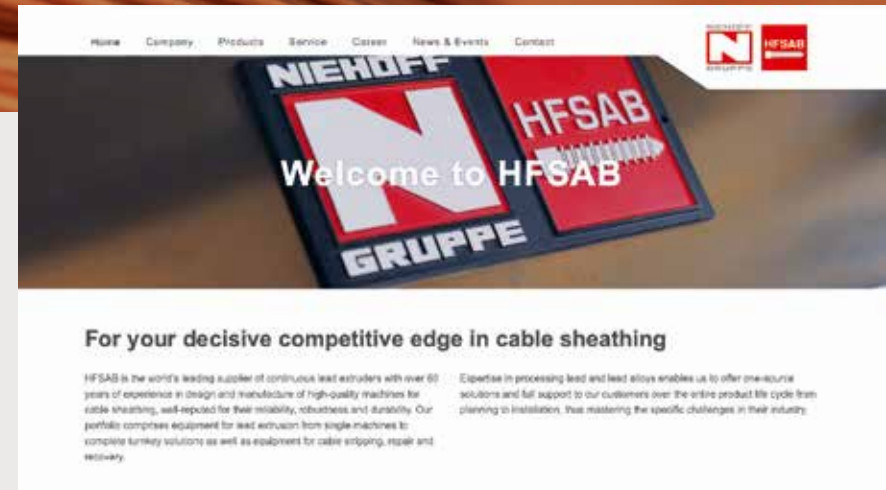 Home Company Products Service Career News & Events Contact
NIEHOFF
N
GRUPPE
HFSAB
NIEHOFF
N
GRUPPE
HFSAB
Welcome to HFSAB
For your decisive competitive edge in cable sheathing
HFSAB is the world's leading supplier of continuous lead extruders with over 60
years of experience in design and manufacture of high-quality machines for
cable sheathing, well-reputed for their reliability, robustness and durability. Our
portfolio comprises equipment for lead extrusion from single machines to
complete turnkey solutions as well as equipment for cable stripping, repair and
recovery.
Expertise in processing lead and lead alloys enables us to offer one-source
solutions and full support to our customers over the entire product life cycle from
planning to installation, thus mastering the specific challenges in their industry.